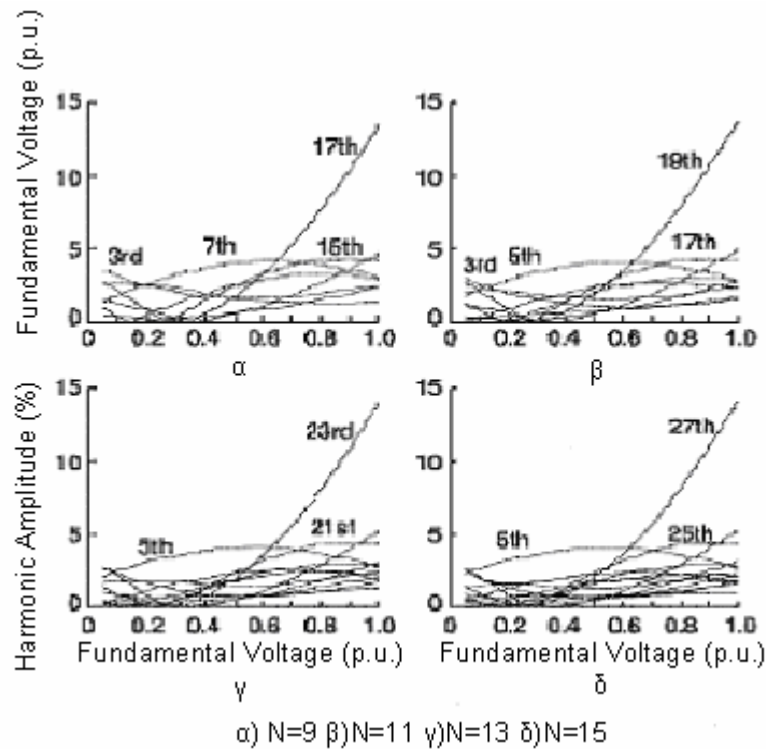 Fundamental Voltage (p.u.)
15
10
5
0
17th
3rd
7th
15th
0 0.2 0.4 0.6 0.8 1.0
α
15
10
5
0
19th
3rd
5th
17th
0 0.2 0.4 0.6 0.8 1.0
β
Harmonic Amplitude (%)
15
10
5
0
23rd
5th
21st
0 0.2 0.4 0.6 0.8 1.0
Fundamental Voltage (p.u.)
γ
15
10
5
0
27th
5th
25th
0 0.2 0.4 0.6 0.8 1.0
Fundamental Voltage (p.u.)
δ
α) N=9 β)N=11 γ)N=13 δ)N=15